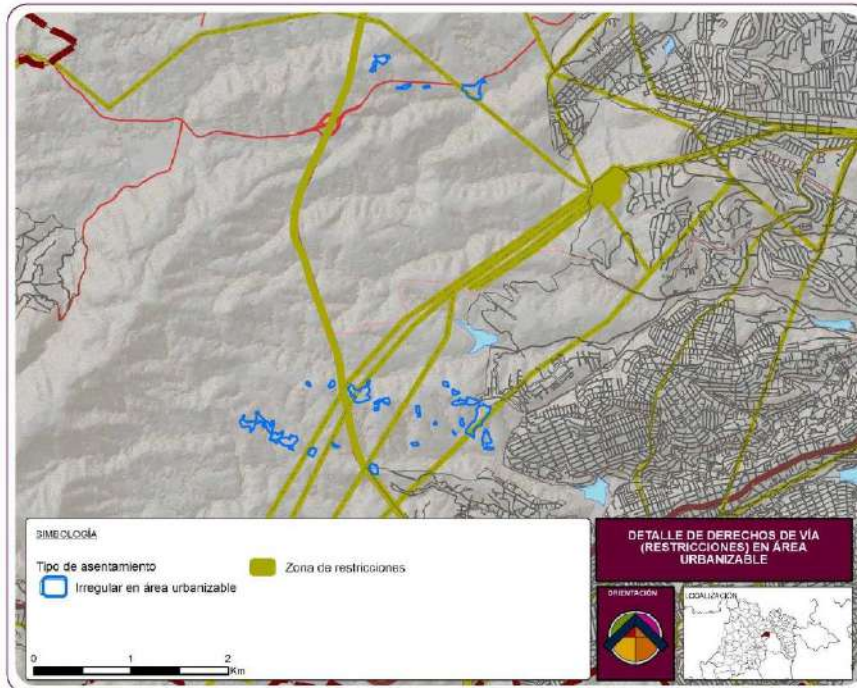 SIMBOLOGÍA
Tipo de asentamiento
Irregular en área urbanizable
Zona de restricciones
0 1 2
Km
DETALLE DE DERECHOS DE VÍA
(RESTRICCIONES) EN ÁREA
URBANIZABLE
ORIENTACIÓN
LOCALIZACIÓN